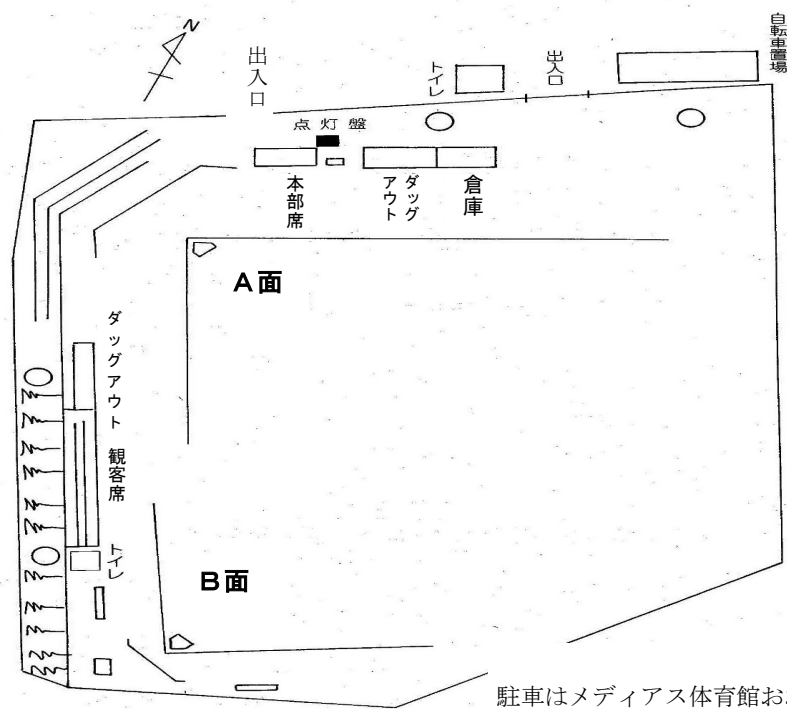 N
出入口
トイレ
出入口
自転車置場
点灯盤
本部席
ダッグアウト
倉庫
A面
ダッグアウト
観客席
トイレ
B面
駐車はメディアス体育館お